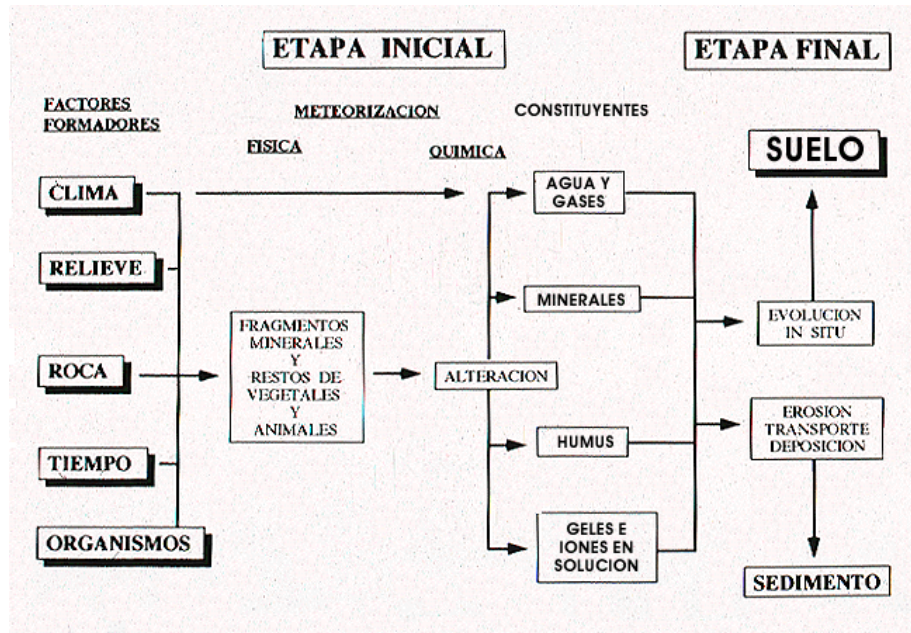 ETAPA INICIAL
ETAPA FINAL
FACTORES
FORMADORES
METEORIZACION
FISICA
QUIMICA
CONSTITUYENTES
SUELO
CLIMA
RELIEVE
ROCA
TIEMPO
ORGANISMOS
FRAGMENTOS
MINERALES
Y
RESTOS DE
VEGETALES
Y
ANIMALES
ALTERACION
AGUA Y
GASES
MINERALES
HUMUS
GELES E
IONES EN
SOLUCION
EVOLUCION
IN SITU
EROSION
TRANSPORTE
DEPOSICION
SEDIMENTO